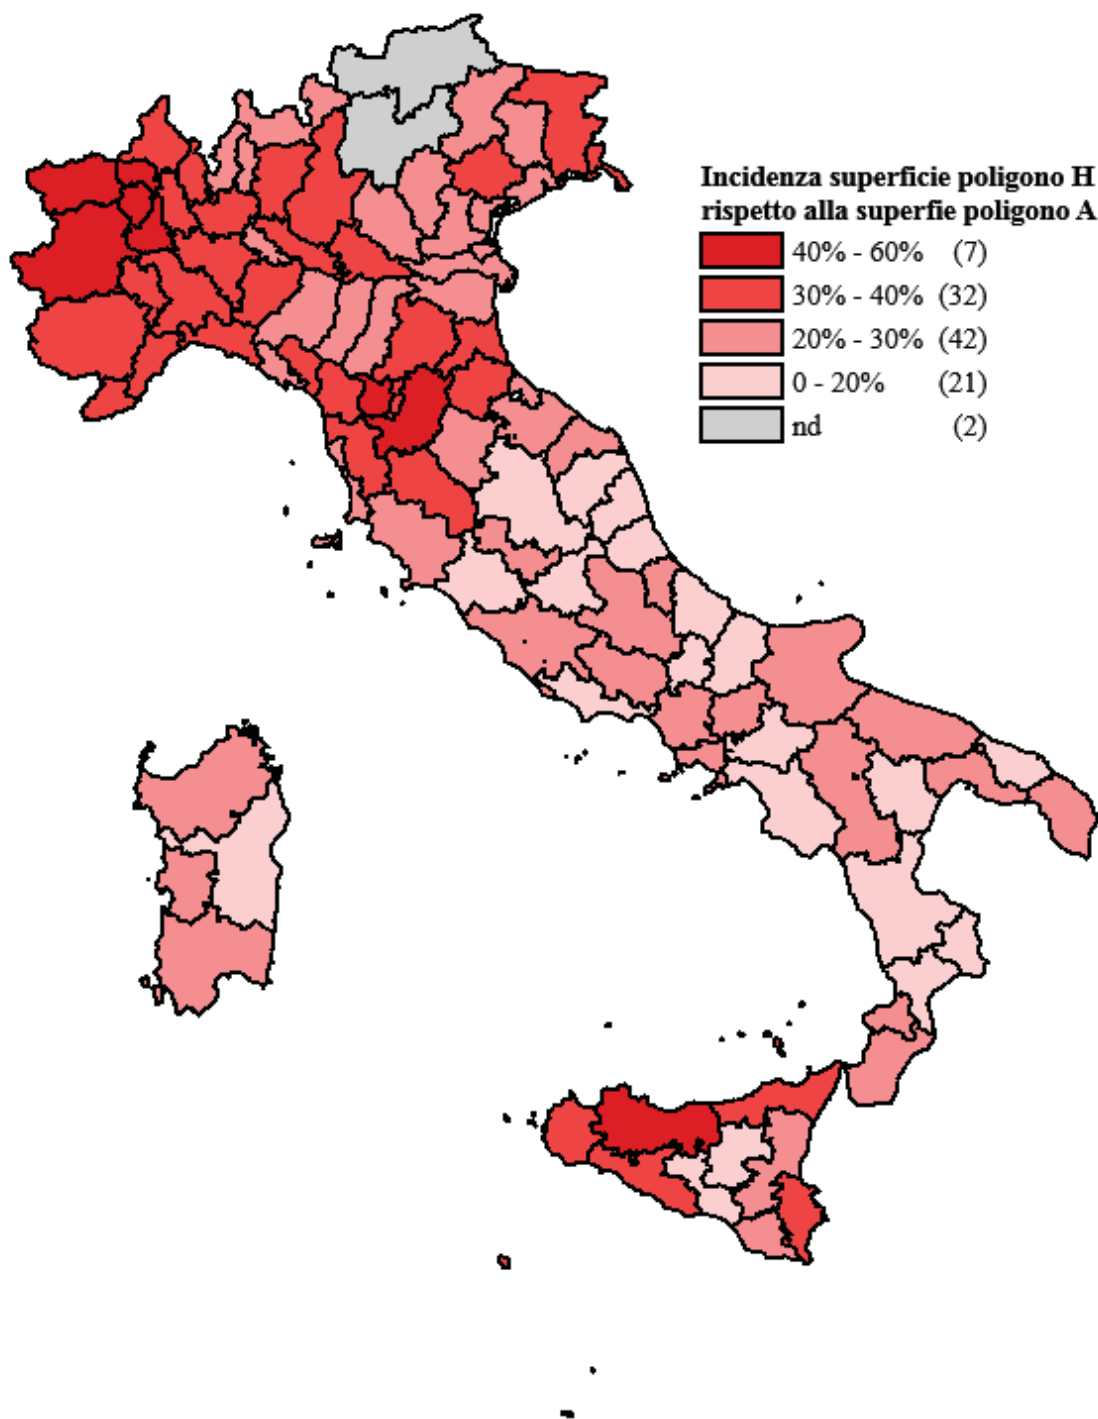 Incidenza superficie poligono H
rispetto alla superfie poligono A
40% - 60% (7)
30% - 40% (32)
20% - 30% (42)
0 - 20% (21)
nd (2)